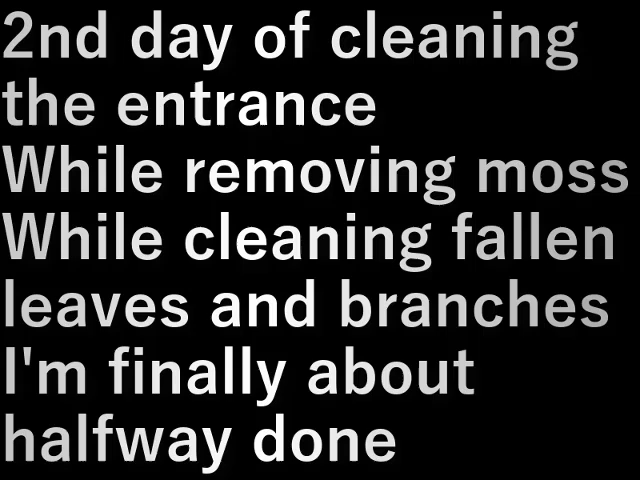 2nd day of cleaning
the entrance
While removing moss
While cleaning fallen
leaves and branches
I'm finally about
halfway done